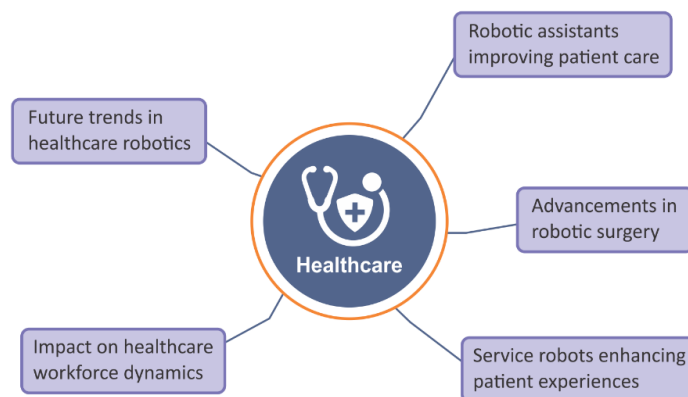 Robotic assistants
improving patient care
Future trends in
healthcare robotics
Advancements in
robotic surgery
Healthcare
Impact on healthcare
workforce dynamics
Service robots enhancing
patient experiences